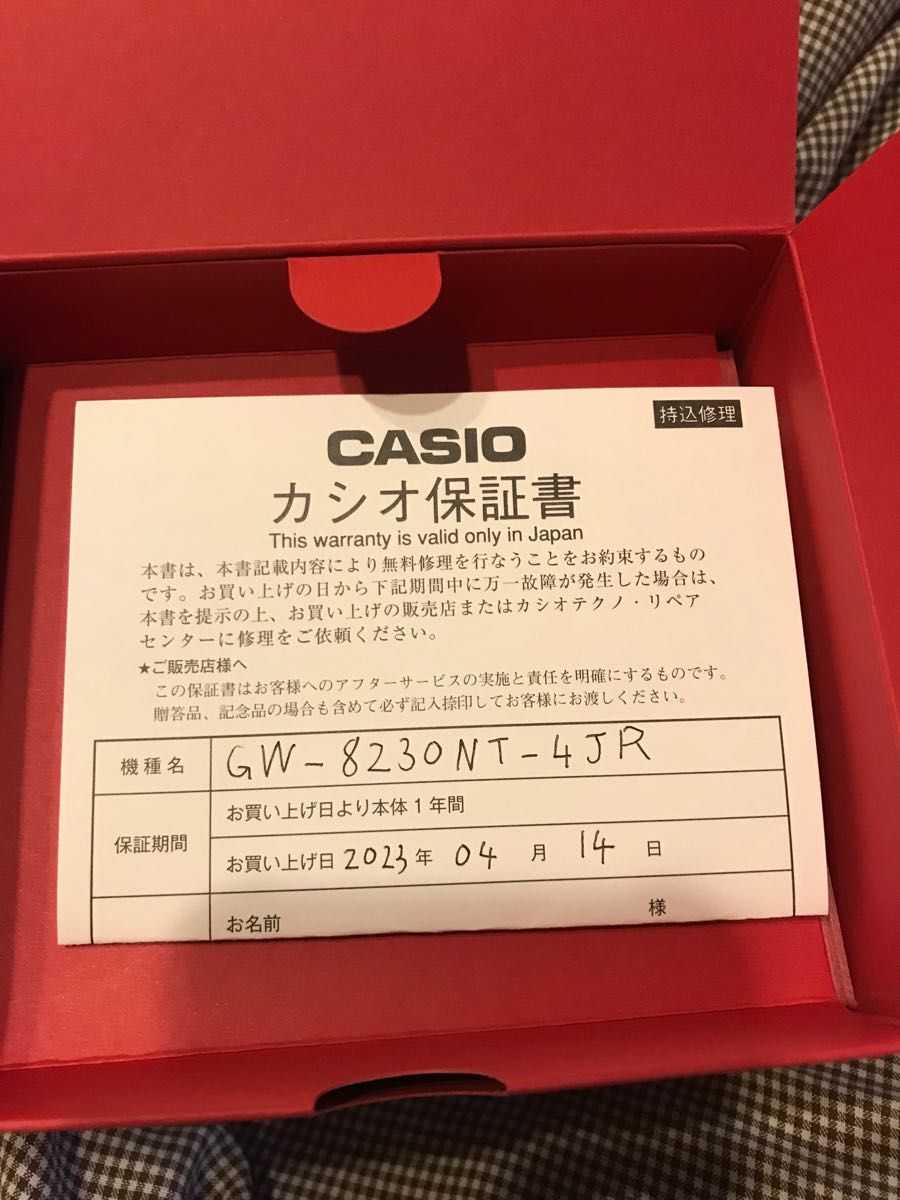 持込修理
CASIO
カシオ保証書
This warranty is valid only in Japan
本書は、本書記載内容により無料修理を行なうことをお約束するもの
です。お買い上げの日から下記期間中に万一故障が発生した場合は、
本書を提示の上、お買い上げの販売店またはカシオテクノ・リペア
センターに修理をご依頼ください。
★ご販売店様へ
この保証書はお客様へのアフターサービスの実施と責任を明確にするものです。
贈答品、記念品の場合も含めて必ず記入捺印してお客様にお渡しください。
機種名 GW-8230NT-4JR
保証期間 お買い上げ日より本体1年間
お買い上げ日 2023年 04 月 14 日
お名前 様